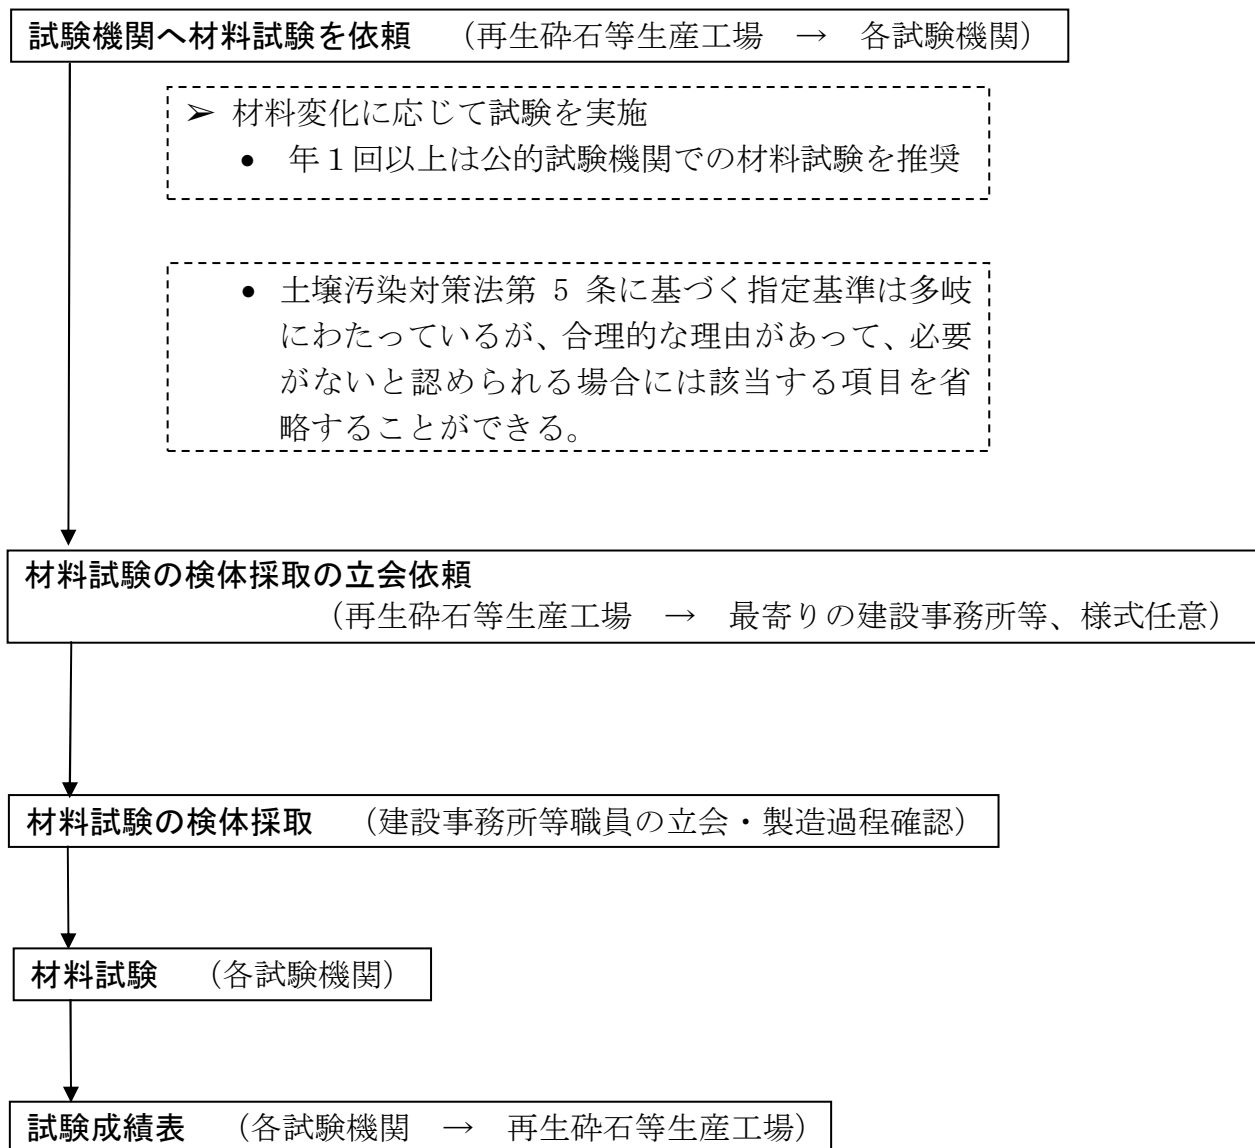 試験機関へ材料試験を依頼　（再生砕石等生産工場　→　各試験機関）
➢ 材料変化に応じて試験を実施
• 年１回以上は公的試験機関での材料試験を推奨
• 土壌汚染対策法第 5 条に基づく指定基準は多岐
にわたっているが、合理的な理由があって、必要
がないと認められる場合には該当する項目を省
略することができる。
材料試験の検体採取の立会依頼
（再生砕石等生産工場　→　最寄りの建設事務所等、様式任意）
材料試験の検体採取　（建設事務所等職員の立会・製造過程確認）
材料試験　（各試験機関）
試験成績表　（各試験機関　→　再生砕石等生産工場）